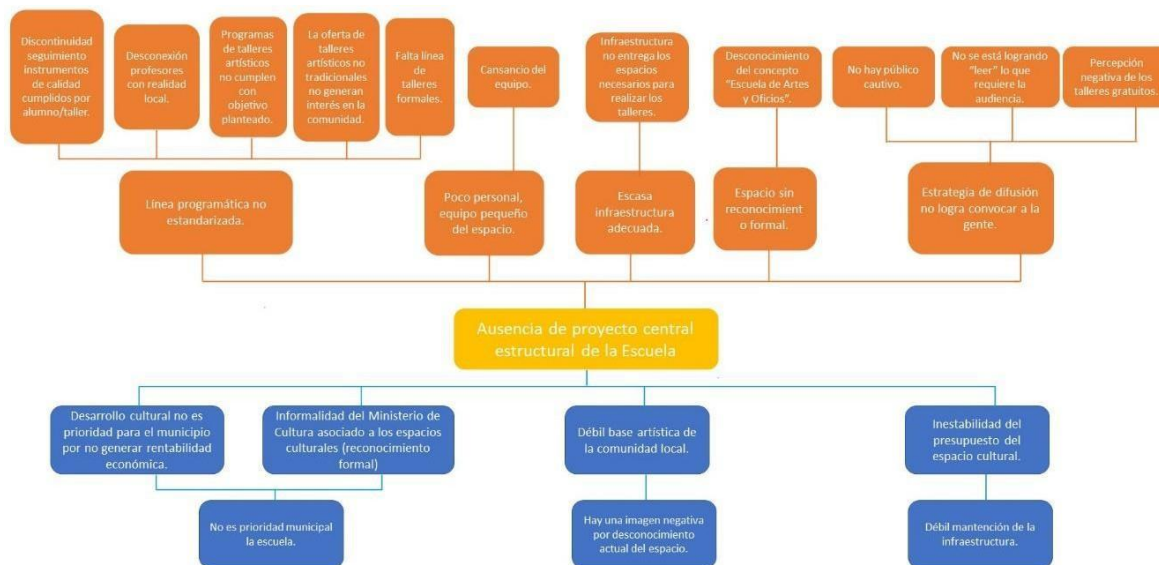 Discontinuidad
seguimiento
instrumentos
de calidad
cumplidos por
alumno/taller.
Desconexión
profesores
con realidad
local.
Programas
de talleres
artísticos
no cumplen
con
objetivo
planteado.
La oferta de
talleres
artísticos no
tradicionales
no generan
interés en la
comunidad.
Falta línea
de
talleres
formales.
Cansancio del
equipo.
Infraestructura
no entrega los
espacios
necesarios para
realizar los
talleres.
Desconocimiento
del concepto
“Escuela de Artes
y Oficios”.
No hay público
cautivo.
No se está logrando
“leer” lo que
requiere la
audiencia.
Percepción
negativa de los
talleres gratuitos.
Línea programática no
estandarizada.
Poco personal,
equipo pequeño
del espacio.
Escasa
infraestructura
adecuada.
Espacio sin
reconocimient
o formal.
Estrategia de difusión
no logra convocar a la
gente.
Ausencia de proyecto central
estructural de la Escuela
Desarrollo cultural no es
prioridad para el municipio
por no generar rentabilidad
económica.
Informalidad del Ministerio de
Cultura asociado a los espacios
culturales (reconocimiento
formal)
Débil base artística de
la comunidad local.
Inestabilidad del
presupuesto del
espacio cultural.
No es prioridad municipal
la escuela.
Hay una imagen negativa
por desconocimiento
actual del espacio.
Débil mantención de la
infraestructura.